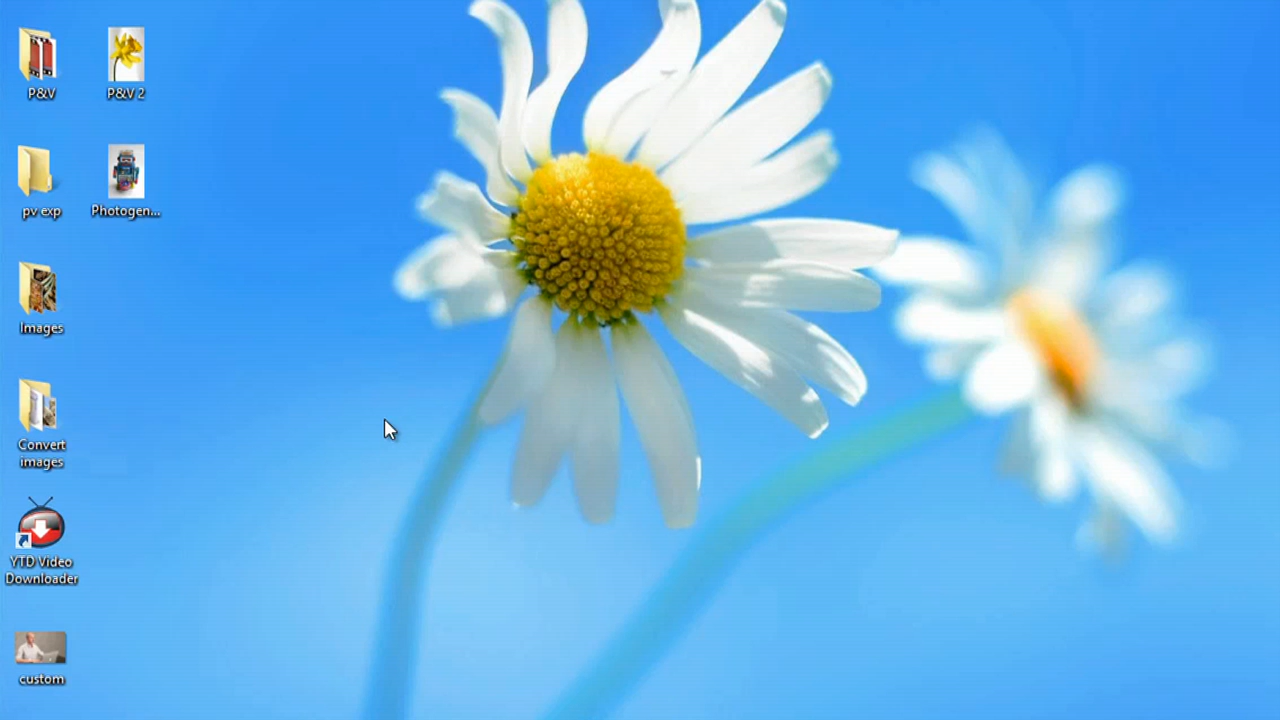 P&V
P&V 2
pv exp
Photogen...
Images
Convert
images
YTD Video
Downloader
custom